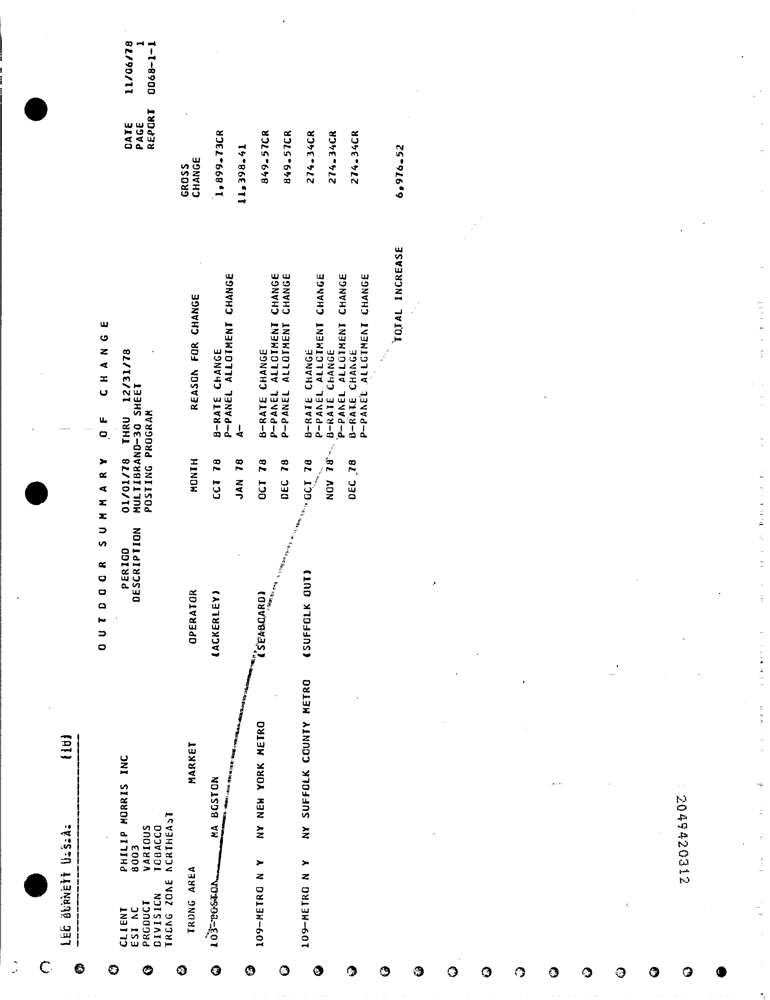 LEO BURNETT U.S.A. (10)
OUTDOOR SUMMARY OF CHANGE
DATE 11/06/78
CLIENT PHILIP MORRIS INC PERIOD 01/01/78 THRU 12/31/78 PAGE 1
EST NO 8003 DESCRIPTION MULTIBRAND-30 SHEET REPORT 0068-1-1
PRODUCT VARIOUS POSTING PROGRAM
DIVISION TOBACCO
TRDNG ZONE NORTHEAST
GROSS
TRDNG AREA MARKET OPERATOR MONTH REASON FOR CHANGE CHANGE
103-BOSTON MA BOSTON (ACKERLEY) OCT 78 B-RATE CHANGE 1,899.73CR
P-PANEL ALLOTMENT CHANGE
JAN 78 A- 11,398.41
109-METRO N Y NY NEW YORK METRO (SEABOARD) OCT 78 B-RATE CHANGE 849.57CR
P-PANEL ALLOTMENT CHANGE
DEC 78 P-PANEL ALLOTMENT CHANGE 849.57CR
109-METRO N Y NY SUFFOLK COUNTY METRO (SUFFOLK OUT) OCT 78 B-RATE CHANGE 274.34CR
P-PANEL ALLOTMENT CHANGE
NOV 78 B-RATE CHANGE 274.34CR
P-PANEL ALLOTMENT CHANGE
DEC 78 B-RATE CHANGE 274.34CR
P-PANEL ALLOTMENT CHANGE
TOTAL INCREASE 6,976.52
2049420312